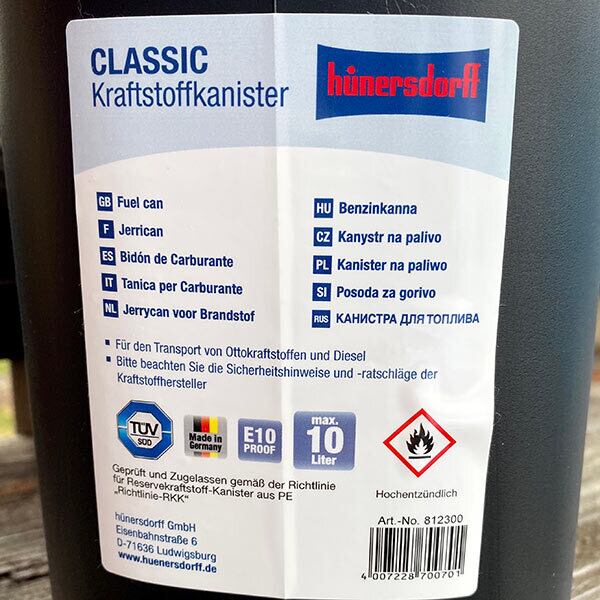 CLASSIC
Kraftstoffkanister
hünersdorff
GB Fuel can
F Jerrican
ES Bidón de Carburante
IT Tanica per Carburante
NL Jerrycan voor Brandstof
HU Benzinkanna
CZ Kanystr na palivo
PL Kanister na paliwo
SI Posoda za gorivo
RUS КАНИСТРА ДЛЯ ТОПЛИВА
▪ Für den Transport von Ottokraftstoffen und Diesel
▪ Bitte beachten Sie die Sicherheitshinweise und -ratschläge der
Kraftstoffhersteller
TÜV
SÜD
Made in
Germany
E10
PROOF
max.
10
Liter
Geprüft und Zugelassen gemäß der Richtlinie
für Reservekraftstoff-Kanister aus PE
„Richtlinie-RKK"
Hochentzündlich
hünersdorff GmbH
Eisenbahnstraße 6
D-71636 Ludwigsburg
www.huenersdorff.de
Art.-No. 812300
4 007228 700701